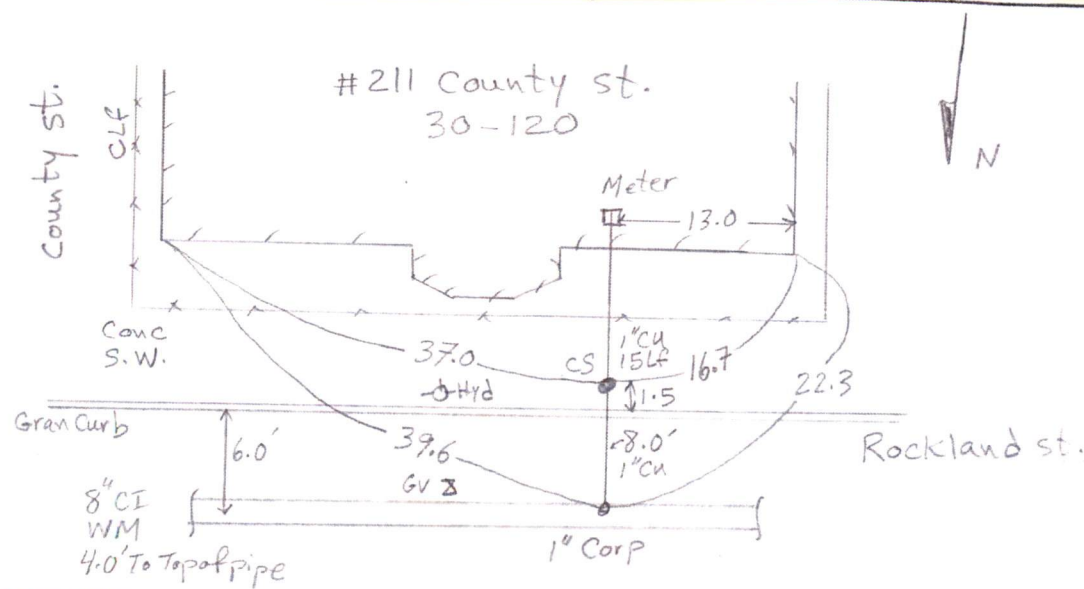 #211 County St.
30-120
County St.
CLf
N
Meter
13.0
Conc
S.W.
37.0
CS
1"Cu
15Lf
16.7
22.3
Hyd
1.5
Gran Curb
6.0'
39.6
8.0'
1"Cu
Rockland St.
GV
8"CI
WM
4.0' To Top of pipe
1" Corp